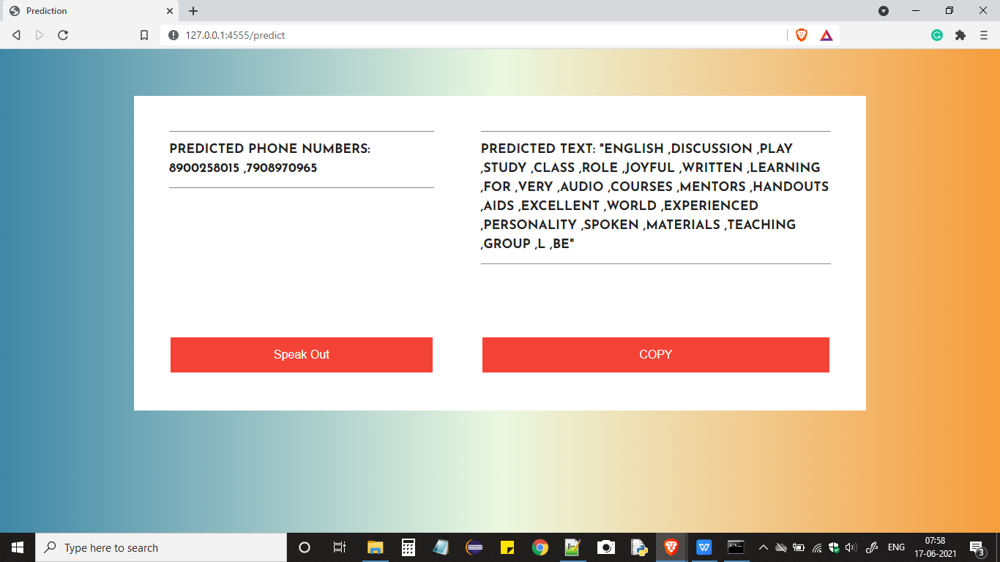 Prediction
127.0.0.1:4555/predict
PREDICTED PHONE NUMBERS:
8900258015 ,7908970965
PREDICTED TEXT: "ENGLISH ,DISCUSSION ,PLAY
,STUDY ,CLASS ,ROLE ,JOYFUL ,WRITTEN ,LEARNING
,FOR ,VERY ,AUDIO ,COURSES ,MENTORS ,HANDOUTS
,AIDS ,EXCELLENT ,WORLD ,EXPERIENCED
,PERSONALITY ,SPOKEN ,MATERIALS ,TEACHING
,GROUP ,L ,BE"
Speak Out
COPY
Type here to search
ENG
07:58
17-06-2021
3